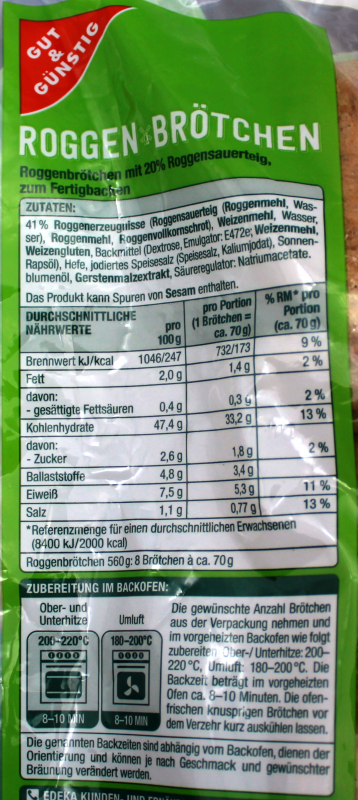 GUT
&
GÜNSTIG
ROGGEN BRÖTCHEN
Roggenbrötchen mit 20% Roggensauerteig,
zum Fertigbacken
ZUTATEN:
41% Roggenerzeugnisse (Roggensauerteig (Roggenmehl, Was-
ser), Roggenmehl, Roggenvollkornschrot), Weizenmehl, Wasser,
Weizengluten, Backmittel (Dextrose, Emulgator: E472e; Weizenmehl,
Rapsöl), Hefe, jodiertes Speisesalz (Speisesalz, Kaliumjodat), Sonnen-
blumenöl, Gerstenmalzextrakt, Säureregulator: Natriumacetate.
Das Produkt kann Spuren von Sesam enthalten.
DURCHSCHNITTLICHE NÄHRWERTE pro 100 g pro Portion (1 Brötchen = ca. 70g) % RM* pro Portion (ca. 70 g)
Brennwert kJ/kcal 1046/247 732/173 9 %
Fett 2,0 g 1,4 g 2 %
davon:
- gesättigte Fettsäuren 0,4 g 0,3 g 2 %
Kohlenhydrate 47,4 g 33,2 g 13 %
davon:
- Zucker 2,6 g 1,8 g 2 %
Ballaststoffe 4,8 g 3,4 g
Eiweiß 7,5 g 5,3 g 11 %
Salz 1,1 g 0,77 g 13 %
*Referenzmenge für einen durchschnittlichen Erwachsenen
(8400 kJ/2000 kcal)
Roggenbrötchen 560g: 8 Brötchen à ca. 70g
ZUBEREITUNG IM BACKOFEN:
Ober- und
Unterhitze
200-220°C
8–10 MIN
Umluft
180-200°C
8–10 MIN
Die gewünschte Anzahl Brötchen
aus der Verpackung nehmen und
im vorgeheizten Backofen wie folgt
zubereiten Ober-/ Unterhitze: 200–
220°C, Umluft: 180–200°C. Die
Backzeit beträgt im vorgeheizten
Ofen ca. 8–10 Minuten. Die ofen-
frischen knusprigen Brötchen vor
dem Verzehr kurz auskühlen lassen.
Die genannten Backzeiten sind abhängig vom Backofen, dienen der
Orientierung und können je nach Geschmack und gewünschter
Bräunung verändert werden.
EDEKA KUNDEN- UND